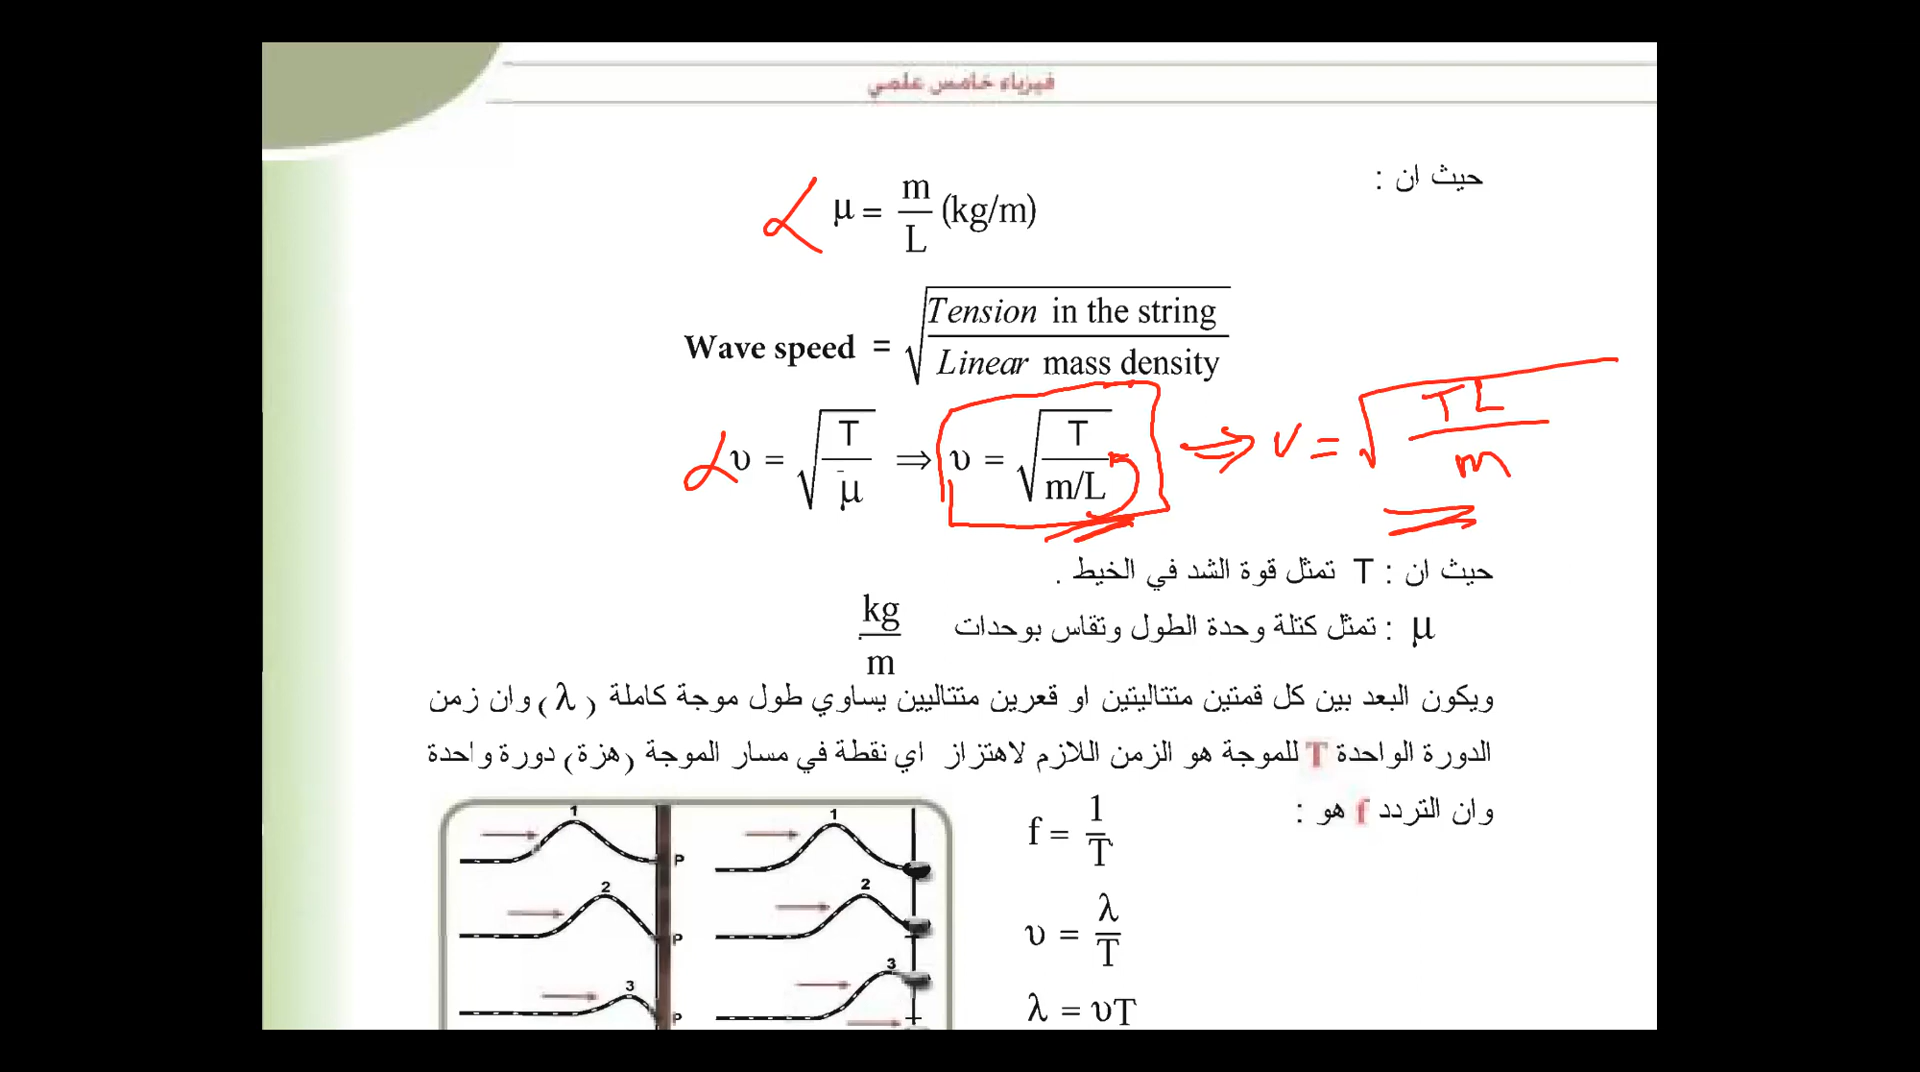 فيزياء خامس علمي
حيث ان :
μ = m/L (kg/m)
Wave speed = √(Tension in the string / Linear mass density)
υ = √(T/μ) ⇒ υ = √(T/(m/L)) ⇒ v = √(TL/m)
حيث ان : T تمثل قوة الشد في الخيط .
μ : تمثل كتلة وحدة الطول وتقاس بوحدات kg/m
ويكون البعد بين كل قمتين متتاليتين او قعرين متتاليين يساوي طول موجة كاملة ( λ ) وان زمن
الدورة الواحدة T للموجة هو الزمن اللازم لاهتزاز اي نقطة في مسار الموجة (هزة) دورة واحدة
وان التردد f هو :
f = 1/T
υ = λ/T
λ = υT
1 P 1
2 P 2
3 P 3